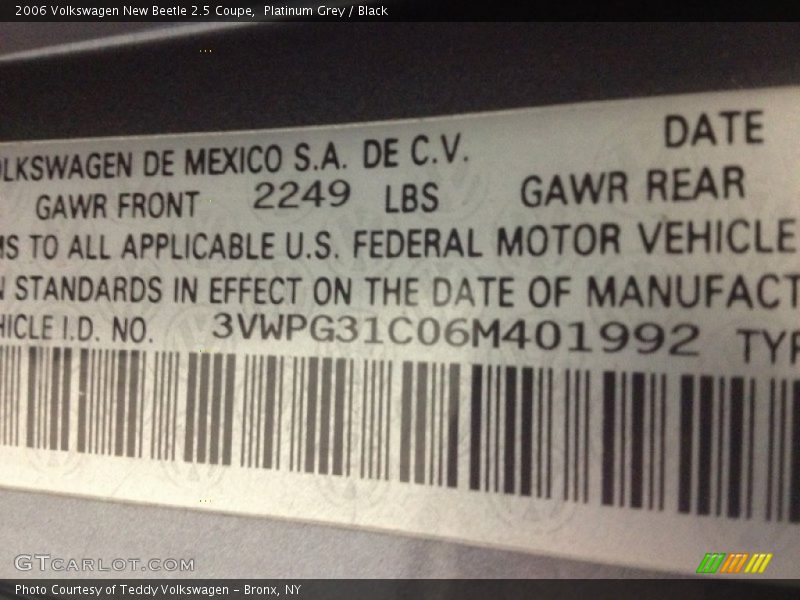 2006 Volkswagen New Beetle 2.5 Coupe, Platinum Grey / Black
OLKSWAGEN DE MEXICO S.A. DE C.V. DATE
GAWR FRONT 2249 LBS GAWR REAR
MS TO ALL APPLICABLE U.S. FEDERAL MOTOR VEHICLE
N STANDARDS IN EFFECT ON THE DATE OF MANUFACT
HICLE I.D. NO. 3VWPG31C06M401992 TYP
GTCARLOT.COM
Photo Courtesy of Teddy Volkswagen - Bronx, NY